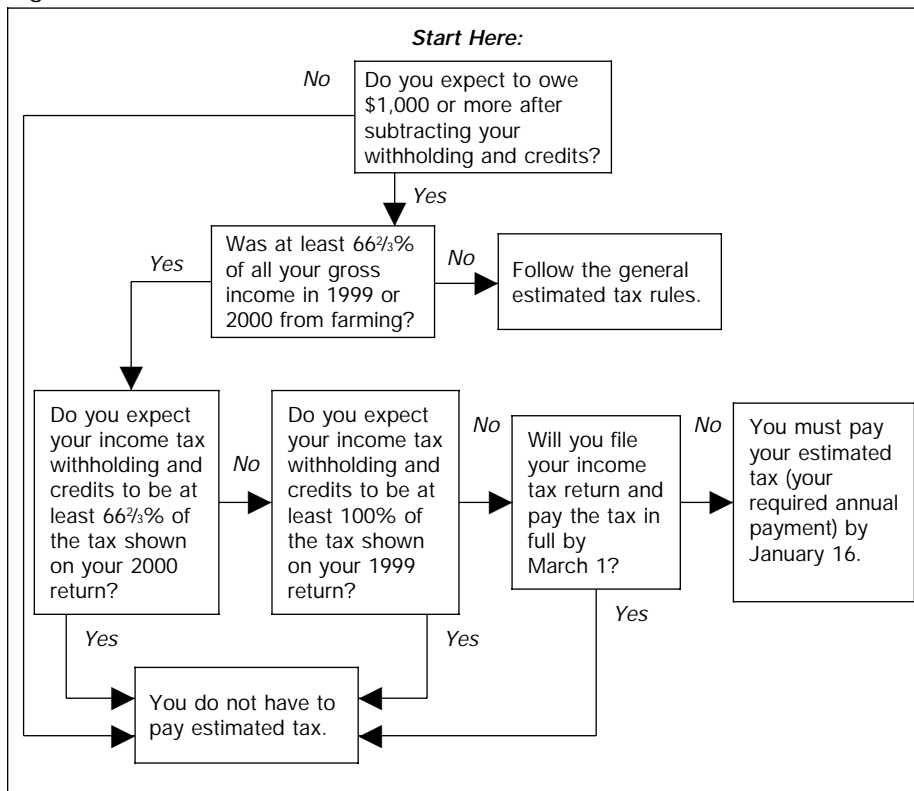 Start Here:
No
Do you expect to owe
$1,000 or more after
subtracting your
withholding and credits?
Yes
Was at least 66 2/3%
of all your gross
income in 1999 or
2000 from farming?
Yes
No
Follow the general
estimated tax rules.
Do you expect
your income tax
withholding and
credits to be at
least 66 2/3% of
the tax shown
on your 2000
return?
No
Do you expect
your income tax
withholding and
credits to be at
least 100% of
the tax shown
on your 1999
return?
No
Will you file
your income
tax return and
pay the tax in
full by
March 1?
No
You must pay
your estimated
tax (your
required annual
payment) by
January 16.
Yes
Yes
Yes
You do not have to
pay estimated tax.